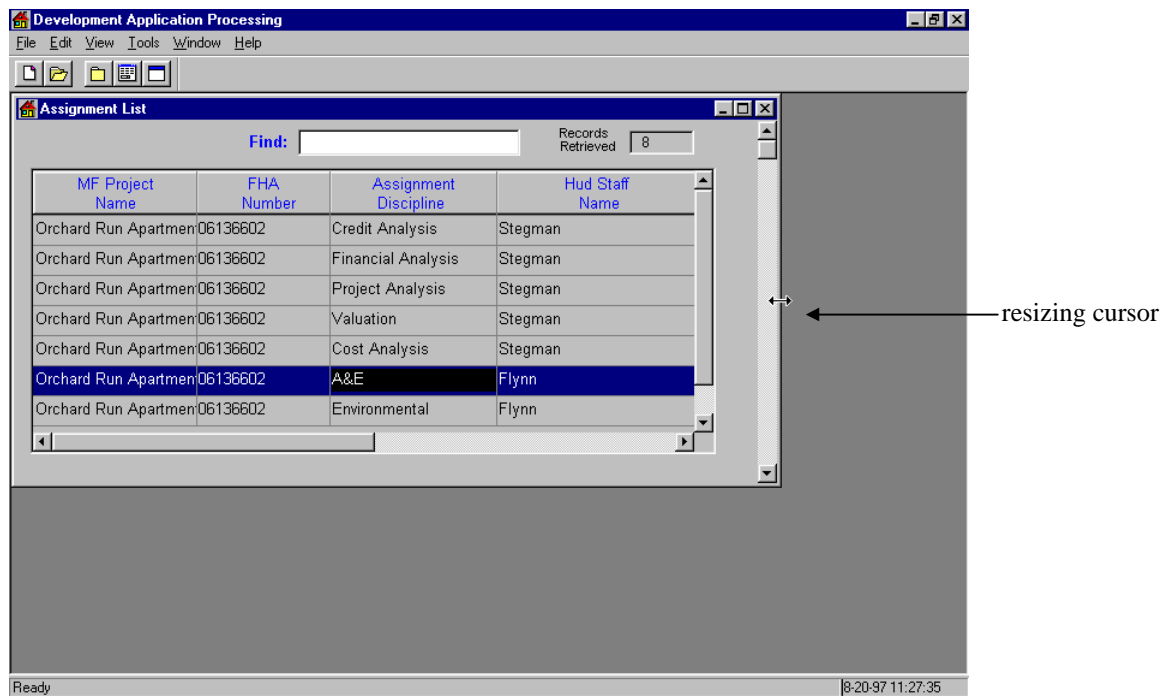 Development Application Processing
File Edit View Tools Window Help
Assignment List
Find: Records Retrieved 8
MF Project Name FHA Number Assignment Discipline Hud Staff Name
Orchard Run Apartmen 06136602 Credit Analysis Stegman
Orchard Run Apartmen 06136602 Financial Analysis Stegman
Orchard Run Apartmen 06136602 Project Analysis Stegman
Orchard Run Apartmen 06136602 Valuation Stegman
Orchard Run Apartmen 06136602 Cost Analysis Stegman
Orchard Run Apartmen 06136602 A&E Flynn
Orchard Run Apartmen 06136602 Environmental Flynn
resizing cursor
Ready 8-20-97 11:27:35